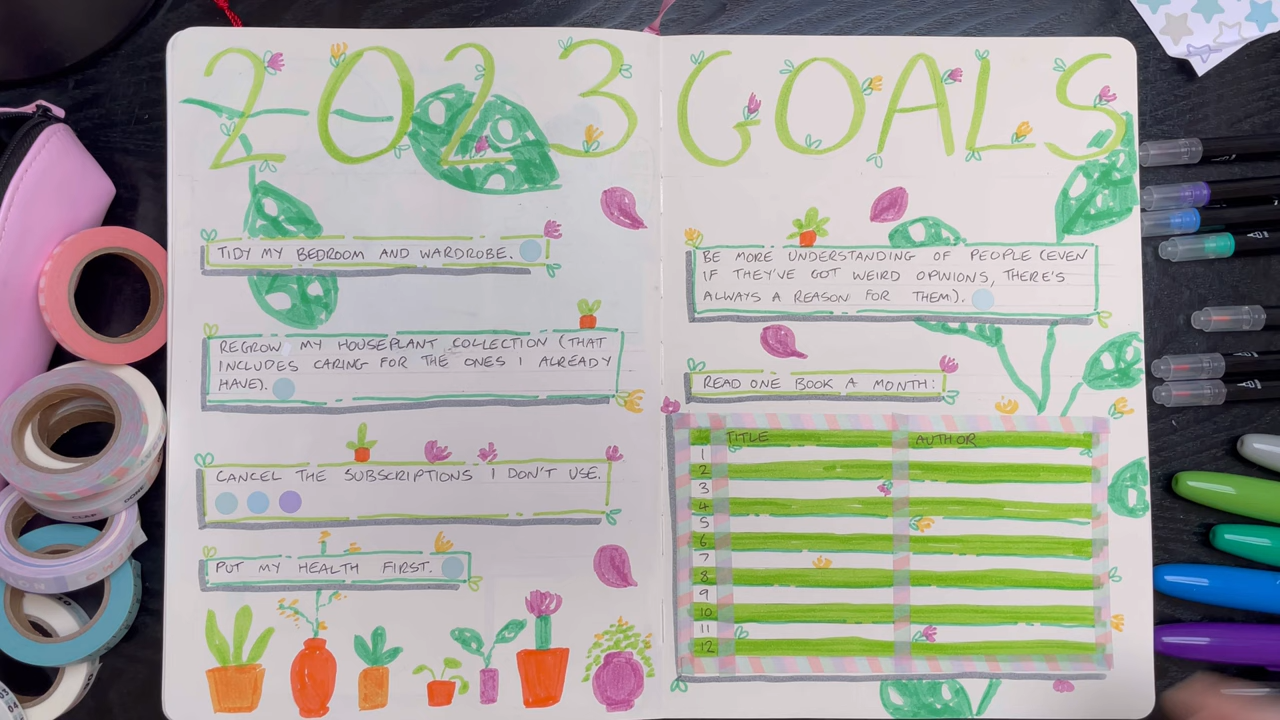 2023 GOALS
TIDY MY BEDROOM AND WARDROBE.
REGROW MY HOUSEPLANT COLLECTION (THAT
INCLUDES CARING FOR THE ONES I ALREADY
HAVE).
CANCEL THE SUBSCRIPTIONS I DON'T USE.
PUT MY HEALTH FIRST.
BE MORE UNDERSTANDING OF PEOPLE (EVEN
IF THEY'VE GOT WEIRD OPINIONS, THERE'S
ALWAYS A REASON FOR THEM).
READ ONE BOOK A MONTH:
TITLE AUTHOR
1
2
3
4
5
6
7
8
9
10
11
12